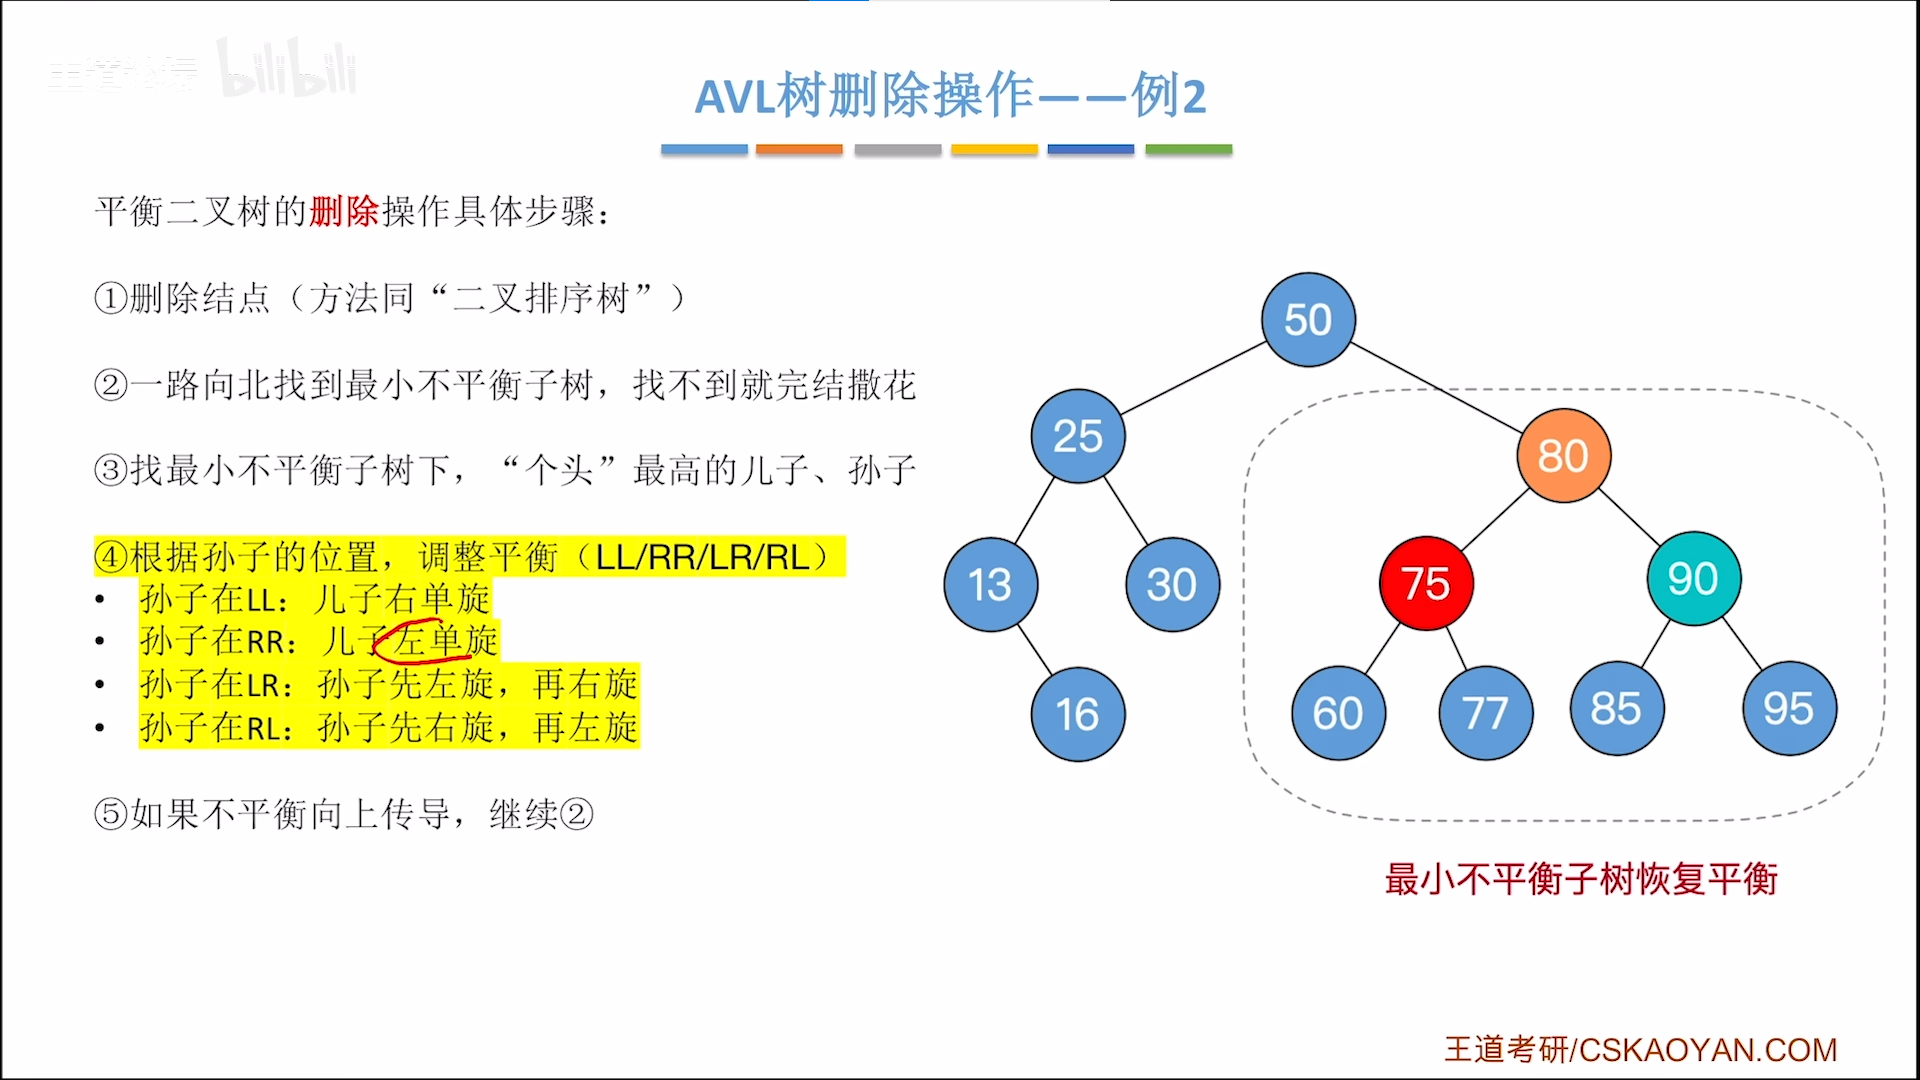 王道论坛 bilibili
AVL树删除操作——例2
平衡二叉树的删除操作具体步骤：
①删除结点（方法同“二叉排序树”）
②一路向北找到最小不平衡子树，找不到就完结撒花
③找最小不平衡子树下，“个头”最高的儿子、孙子
④根据孙子的位置，调整平衡（LL/RR/LR/RL）
• 孙子在LL：儿子右单旋
• 孙子在RR：儿子左单旋
• 孙子在LR：孙子先左旋，再右旋
• 孙子在RL：孙子先右旋，再左旋
⑤如果不平衡向上传导，继续②
50
25
80
13
30
75
90
16
60
77
85
95
最小不平衡子树恢复平衡
王道考研/CSKAOYAN.COM